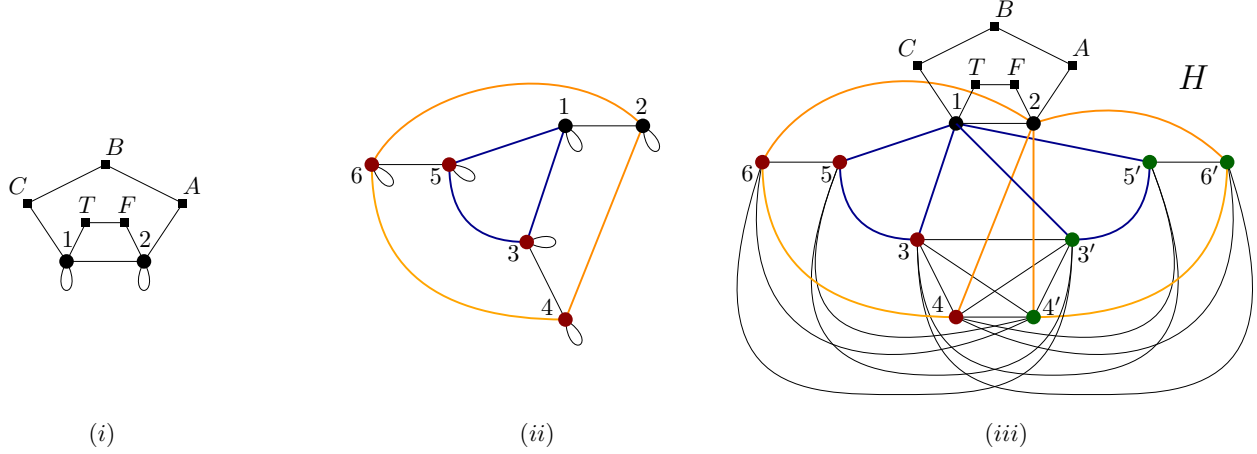 B
C A
T F
1 2
(i)
1 2
6 5
3
4
(ii)
B
C A
T F
H
1 2
6 5 5′ 6′
3 3′
4 4′
(iii)